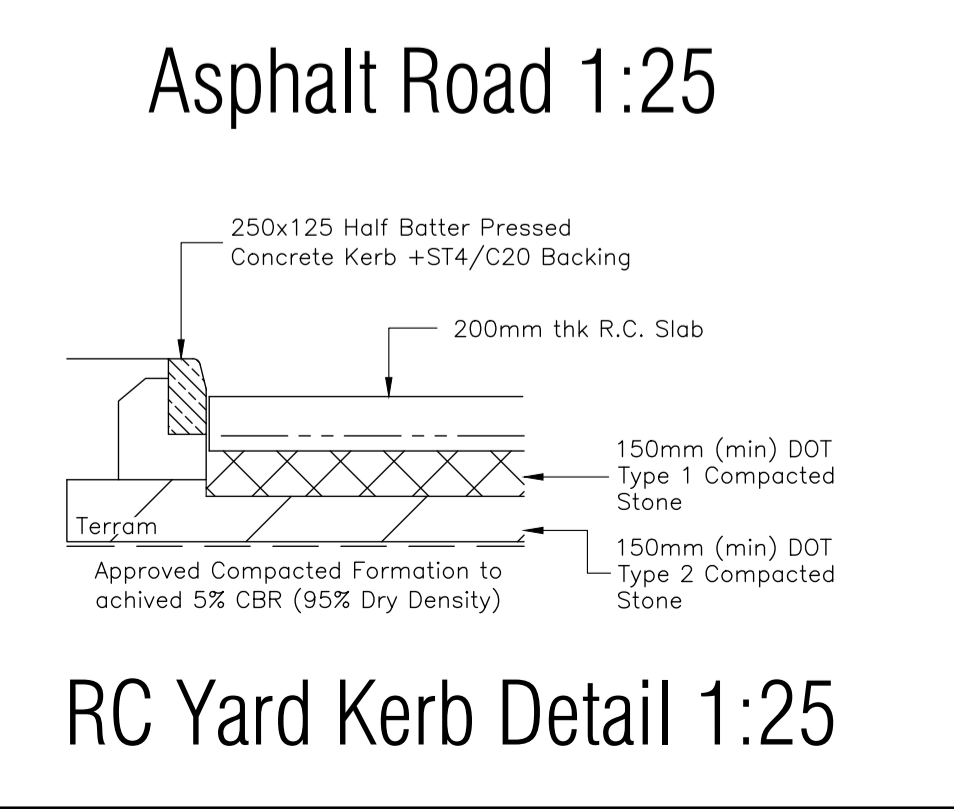 Asphalt Road 1:25
250x125 Half Batter Pressed
Concrete Kerb +ST4/C20 Backing
200mm thk R.C. Slab
150mm (min) DOT
Type 1 Compacted
Stone
Terram
150mm (min) DOT
Type 2 Compacted
Stone
Approved Compacted Formation to
achived 5% CBR (95% Dry Density)
RC Yard Kerb Detail 1:25